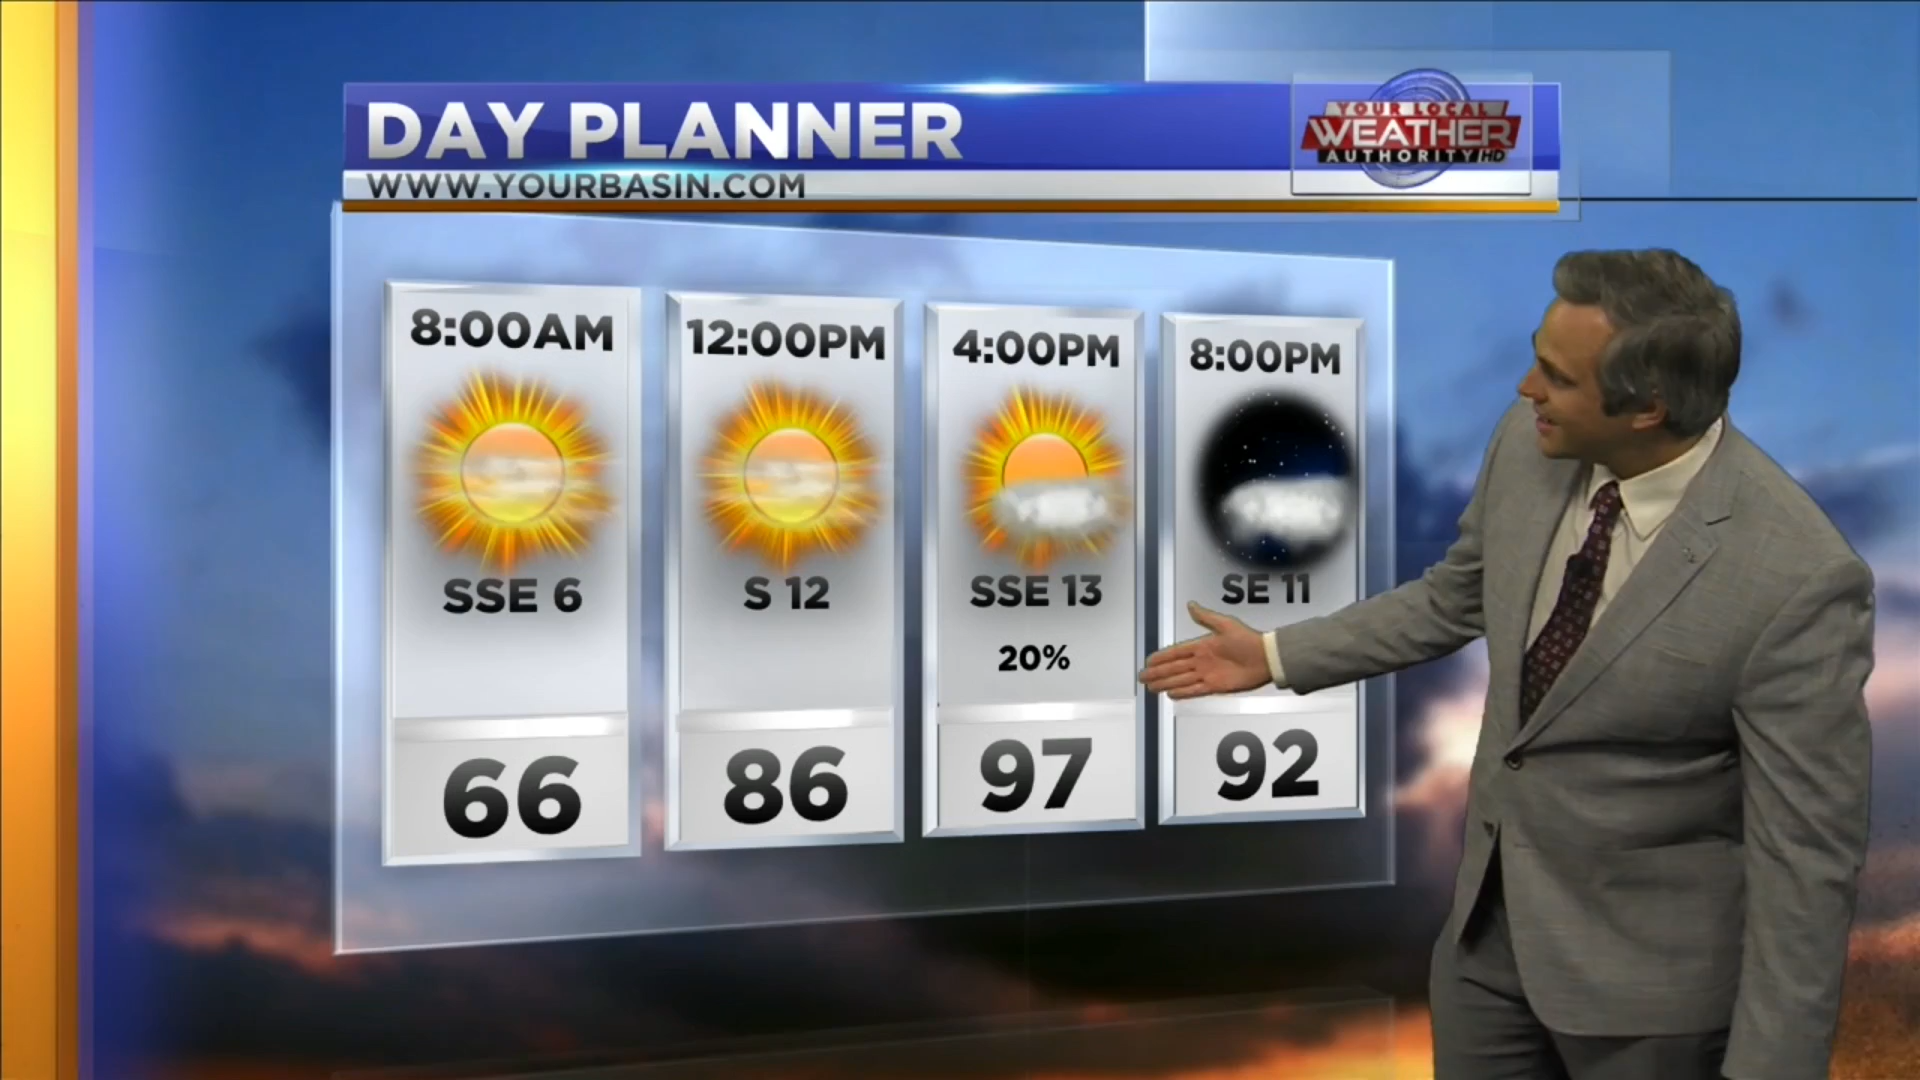 DAY PLANNER
WWW.YOURBASIN.COM
YOUR LOCAL
WEATHER
AUTHORITY HD
8:00AM
SSE 6
66
12:00PM
S 12
86
4:00PM
SSE 13
20%
97
8:00PM
SE 11
92